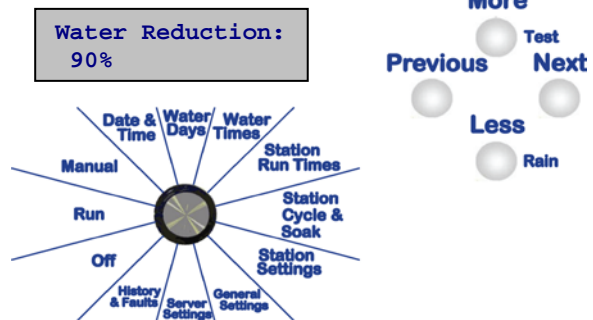 More
Water Reduction:
90%
Test
Previous
Next
Less
Rain
Date &
Time
Water
Days
Water
Times
Station
Run Times
Manual
Station
Cycle &
Soak
Run
Station
Settings
Off
History
& Faults
Server
Settings
General
Settings